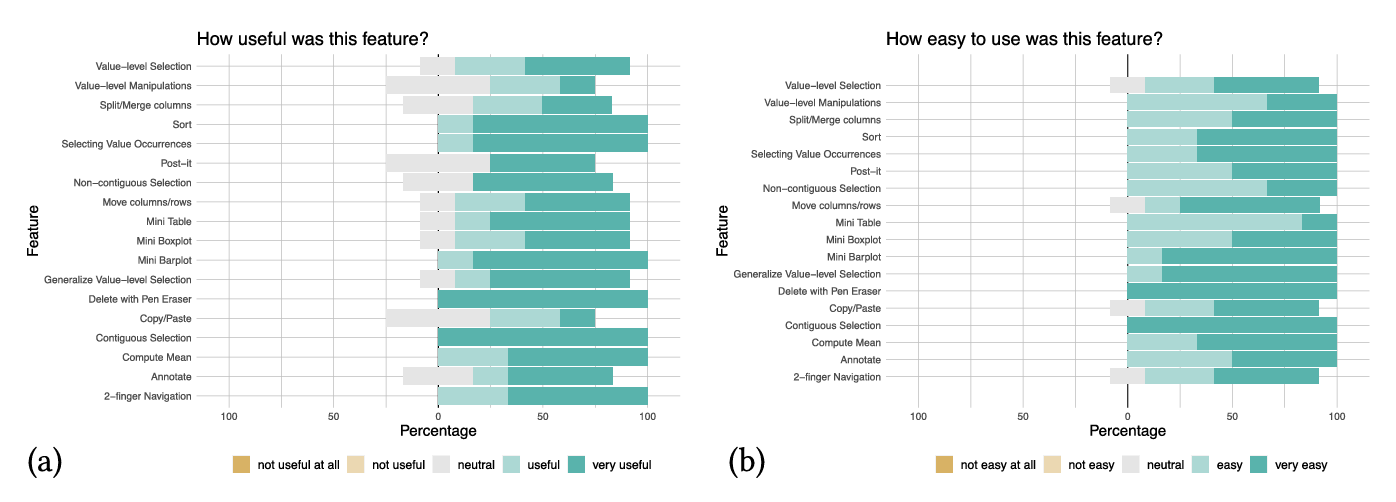 How useful was this feature?
Value-level Selection
Value-level Manipulations
Split/Merge columns
Sort
Selecting Value Occurrences
Post-it
Non-contiguous Selection
Move columns/rows
Mini Table
Mini Boxplot
Mini Barplot
Generalize Value-level Selection
Delete with Pen Eraser
Copy/Paste
Contiguous Selection
Compute Mean
Annotate
2-finger Navigation
Feature
100 50 0 50 100
Percentage
(a)
not useful at all not useful neutral useful very useful
How easy to use was this feature?
Value-level Selection
Value-level Manipulations
Split/Merge columns
Sort
Selecting Value Occurrences
Post-it
Non-contiguous Selection
Move columns/rows
Mini Table
Mini Boxplot
Mini Barplot
Generalize Value-level Selection
Delete with Pen Eraser
Copy/Paste
Contiguous Selection
Compute Mean
Annotate
2-finger Navigation
Feature
100 50 0 50 100
Percentage
(b)
not easy at all not easy neutral easy very easy